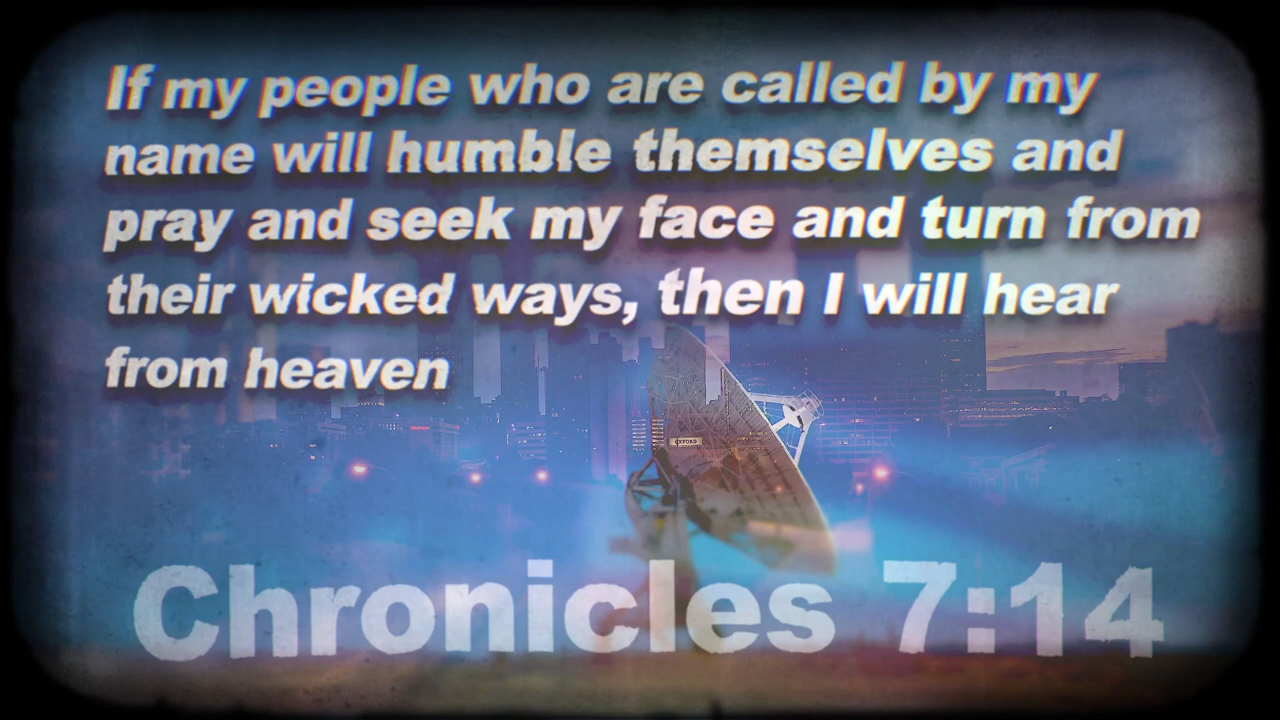 If my people who are called by my
name will humble themselves and
pray and seek my face and turn from
their wicked ways, then I will hear
from heaven
OXFORD
Chronicles 7:14